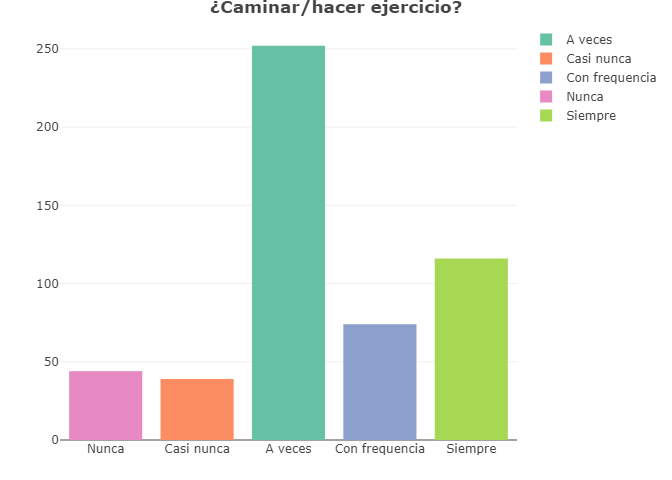 ¿Caminar/hacer ejercicio?
A veces
Casi nunca
Con frequencia
Nunca
Siempre
250
200
150
100
50
0
Nunca Casi nunca A veces Con frequencia Siempre